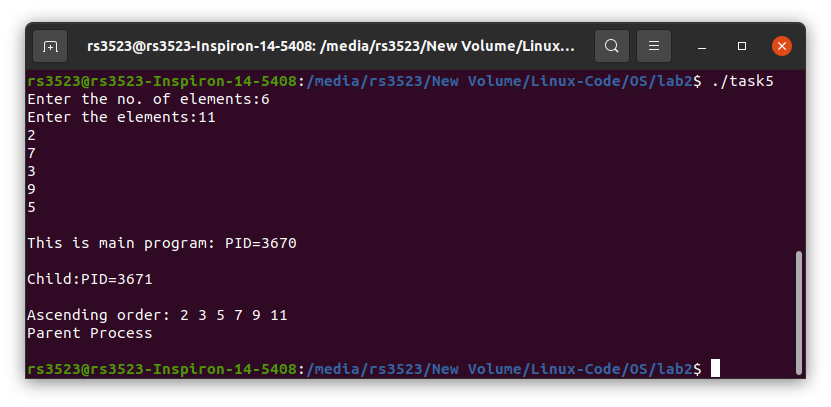 rs3523@rs3523-Inspiron-14-5408: /media/rs3523/New Volume/Linux...
rs3523@rs3523-Inspiron-14-5408:/media/rs3523/New Volume/Linux-Code/OS/lab2$ ./task5
Enter the no. of elements:6
Enter the elements:11
2
7
3
9
5
This is main program: PID=3670
Child:PID=3671
Ascending order: 2 3 5 7 9 11
Parent Process
rs3523@rs3523-Inspiron-14-5408:/media/rs3523/New Volume/Linux-Code/OS/lab2$